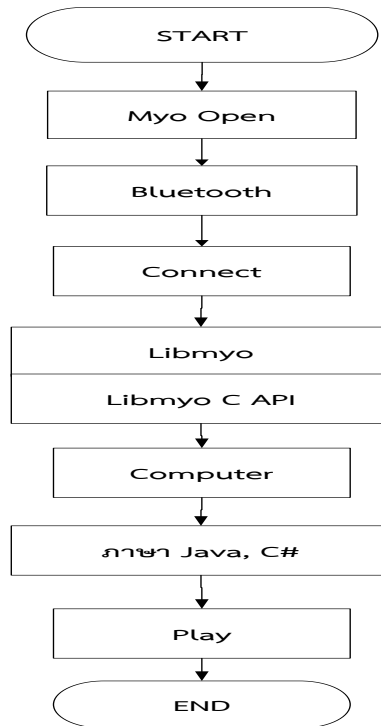 START
Myo Open
Bluetooth
Connect
Libmyo
Libmyo C API
Computer
ภาษา Java, C#
Play
END